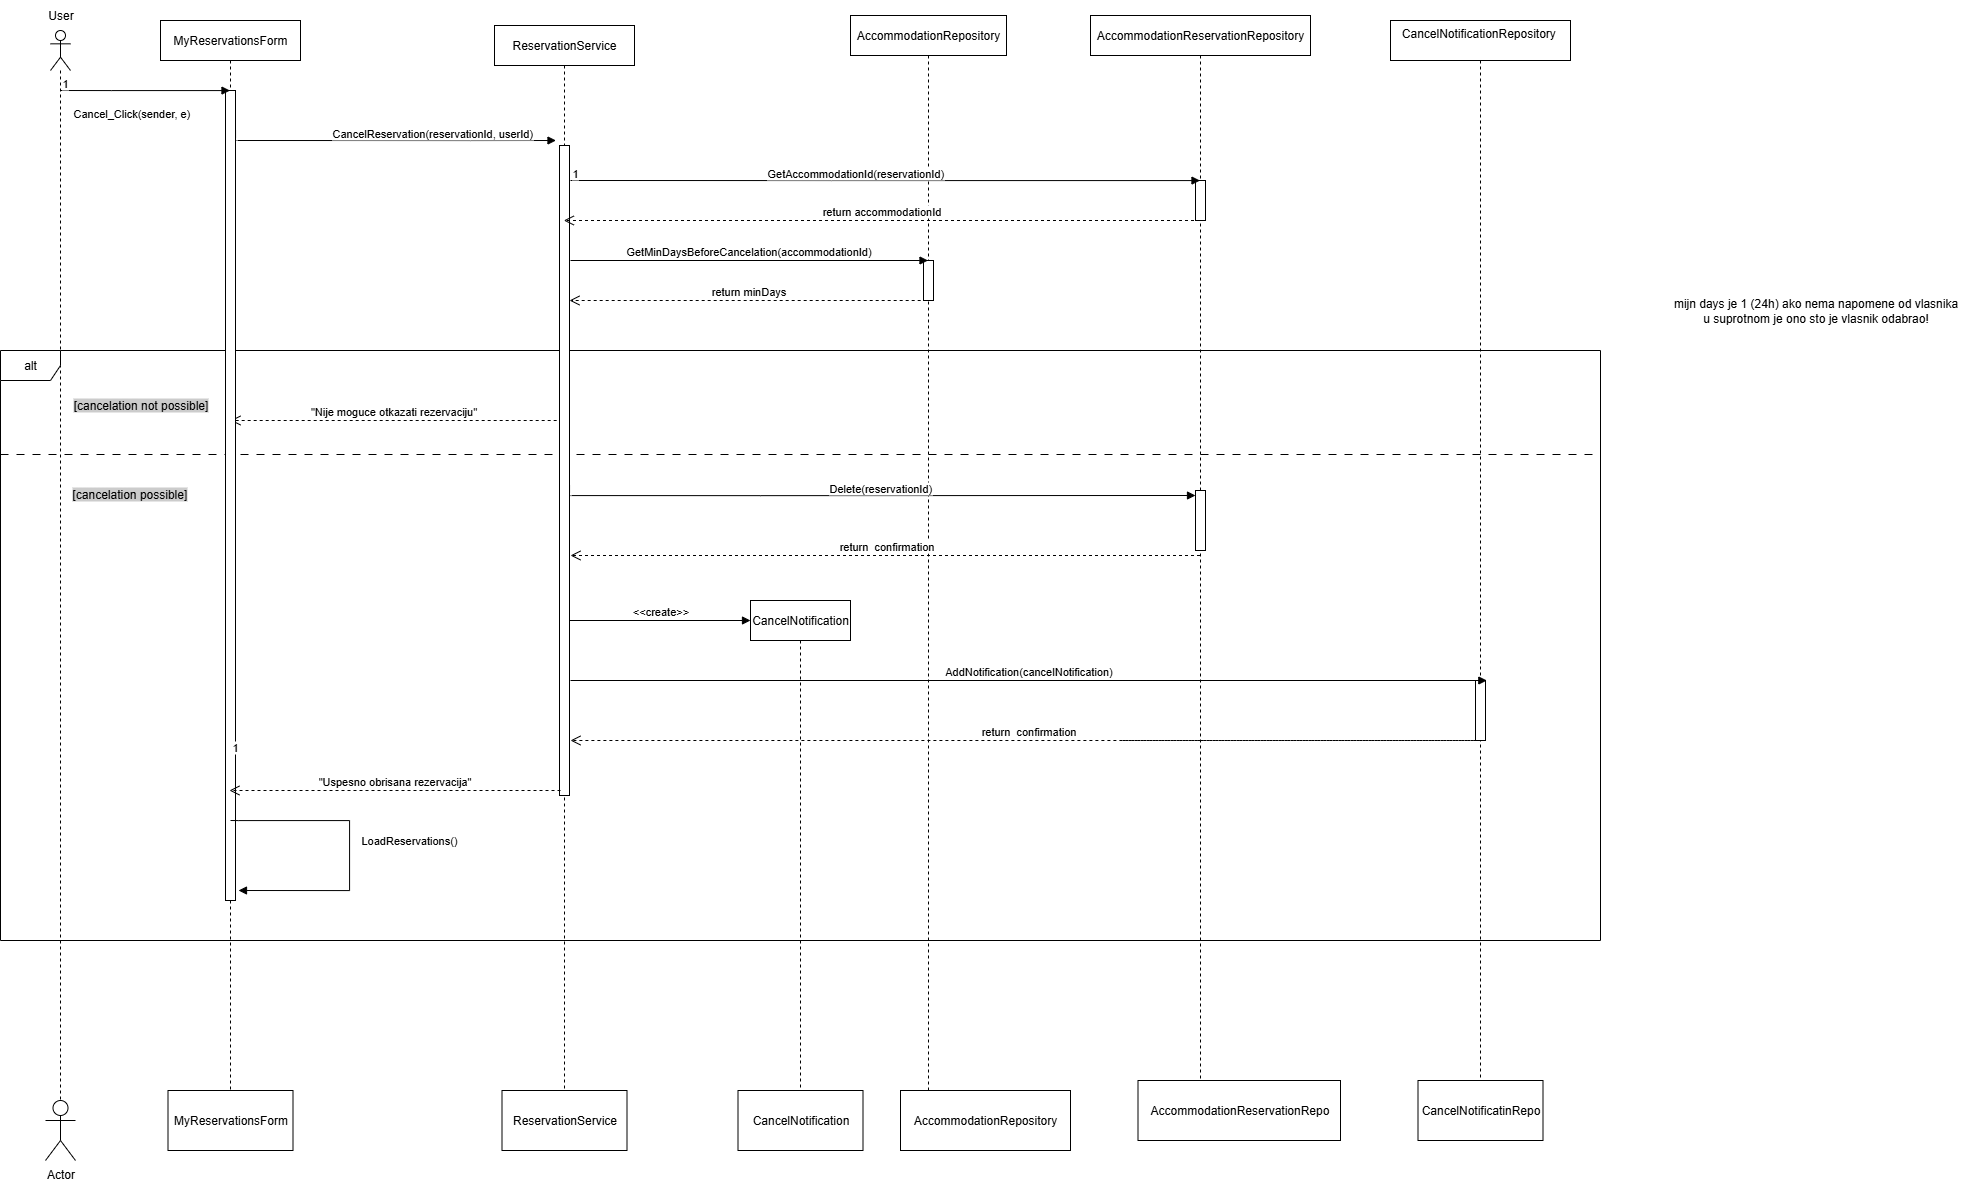 User
MyReservationsForm
ReservationService
AccommodationRepository
AccommodationReservationRepository
CancelNotificationRepository
1
Cancel_Click(sender, e)
CancelReservation(reservationId, userId)
1
GetAccommodationId(reservationId)
return accommodationId
GetMinDaysBeforeCancelation(accommodationId)
return minDays
mijn days je 1 (24h) ako nema napomene od vlasnika
u suprotnom je ono sto je vlasnik odabrao!
alt
[cancelation not possible]
"Nije moguce otkazati rezervaciju"
[cancelation possible]
Delete(reservationId)
return  confirmation
<<create>>
CancelNotification
AddNotification(cancelNotification)
return  confirmation
1
"Uspesno obrisana rezervacija"
LoadReservations()
Actor
MyReservationsForm
ReservationService
CancelNotification
AccommodationRepository
AccommodationReservationRepo
CancelNotificatinRepo